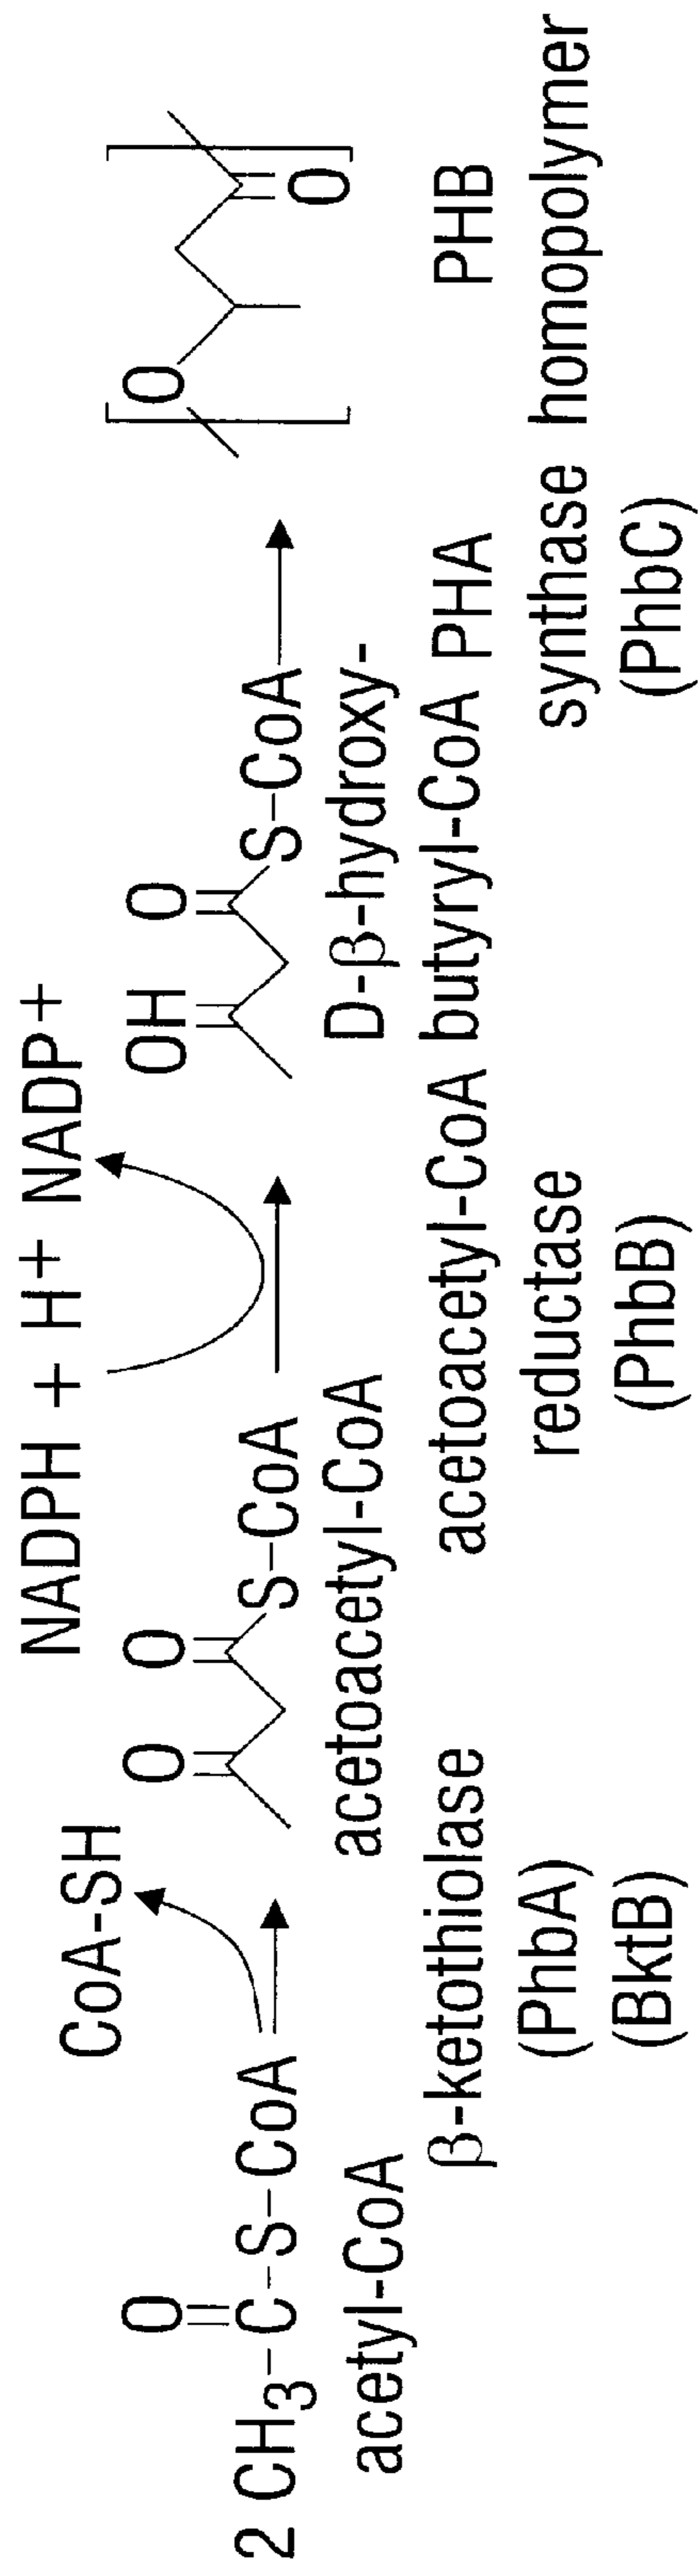 NADPH + H+ NADP+
CoA-SH
O
O O
OH O
O
O
2 CH3-C-S-CoA
S-CoA
S-CoA
acetyl-CoA
acetoacetyl-CoA
D-β-hydroxy-
butyryl-CoA
β-ketothiolase
(PhbA)
(BktB)
acetoacetyl-CoA
reductase
(PhbB)
PHA
synthase
(PhbC)
PHB
homopolymer